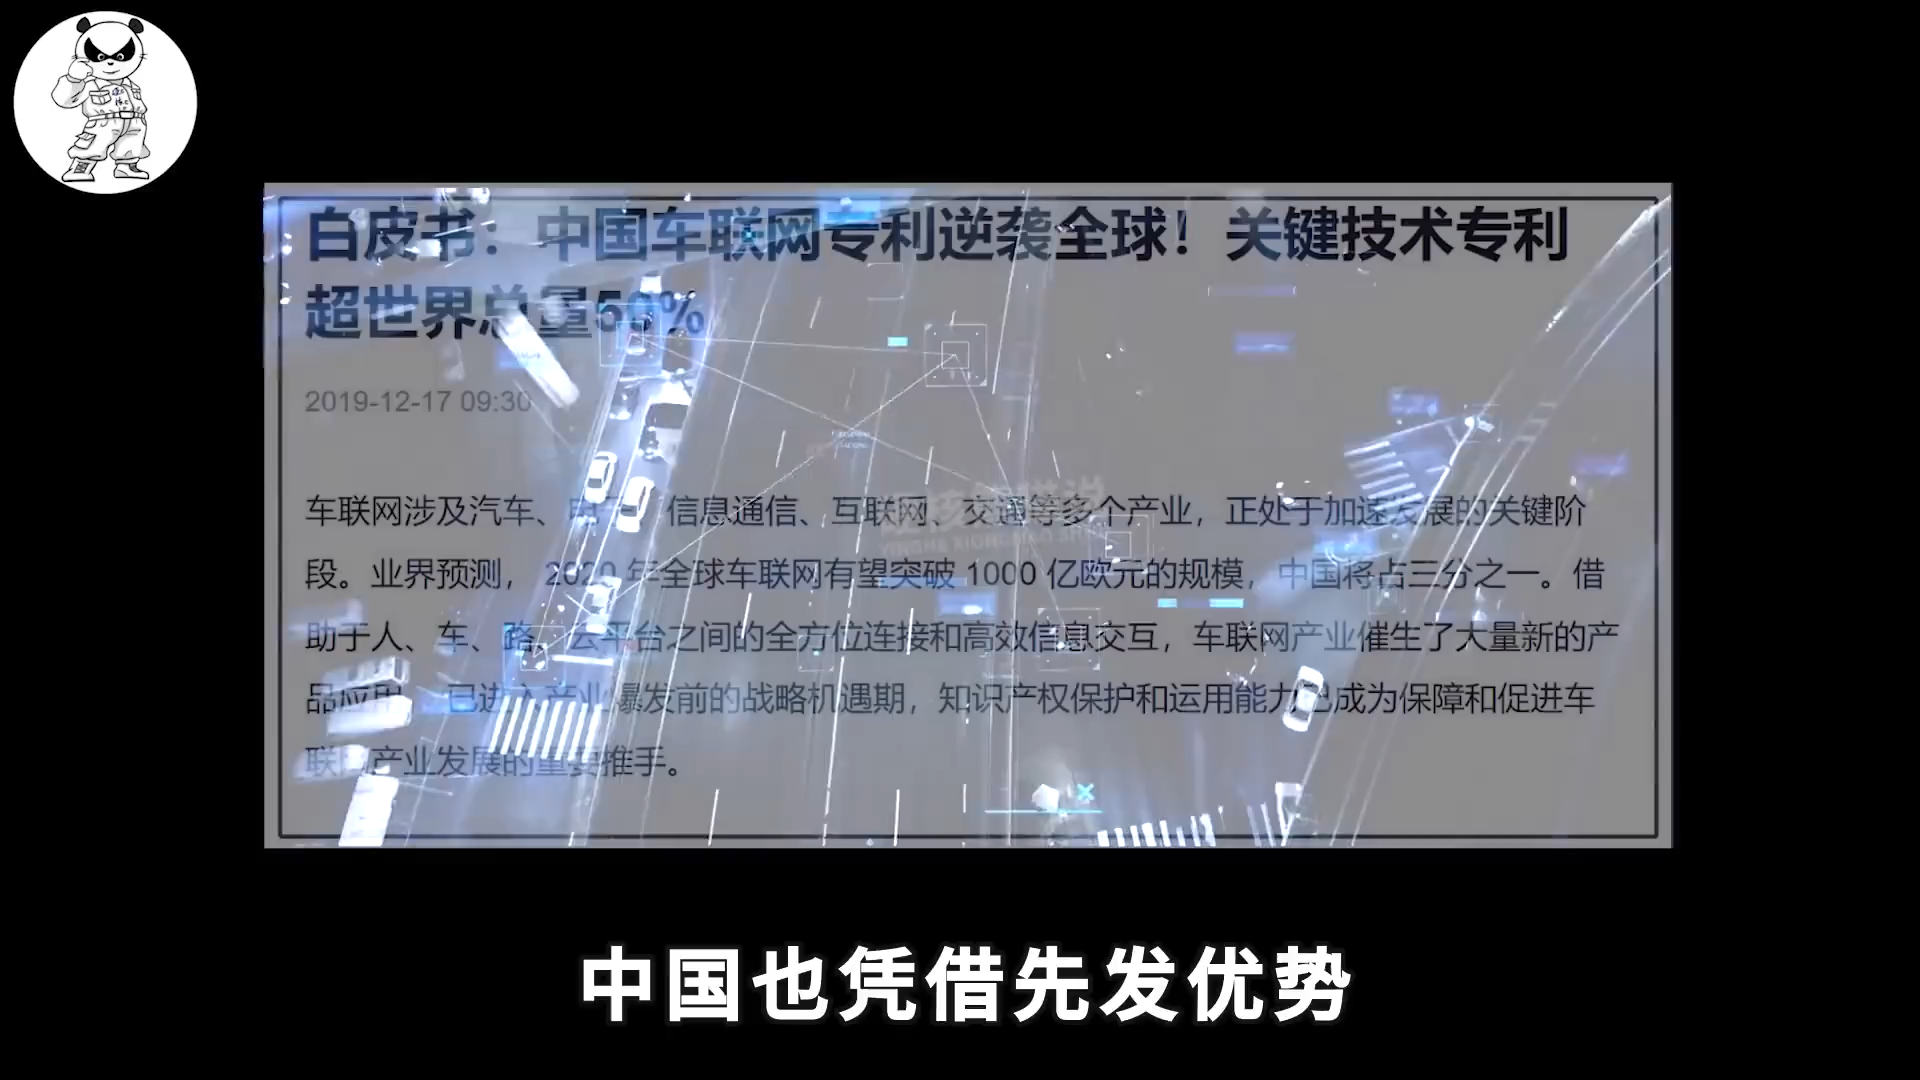 白皮书：中国车联网专利逆袭全球！关键技术专利
超世界总量50%
2019-12-17 09:30
车联网涉及汽车、电子、信息通信、互联网、交通等多个产业，正处于加速发展的关键阶
段。业界预测， 2020 年全球车联网有望突破 1000 亿欧元的规模，中国将占三分之一。借
助于人、车、路、云平台之间的全方位连接和高效信息交互，车联网产业催生了大量新的产
品应用，已进入产业爆发前的战略机遇期，知识产权保护和运用能力已成为保障和促进车
联网产业发展的重要推手。
YINGHE XIONGMAO SHUO
中国也凭借先发优势